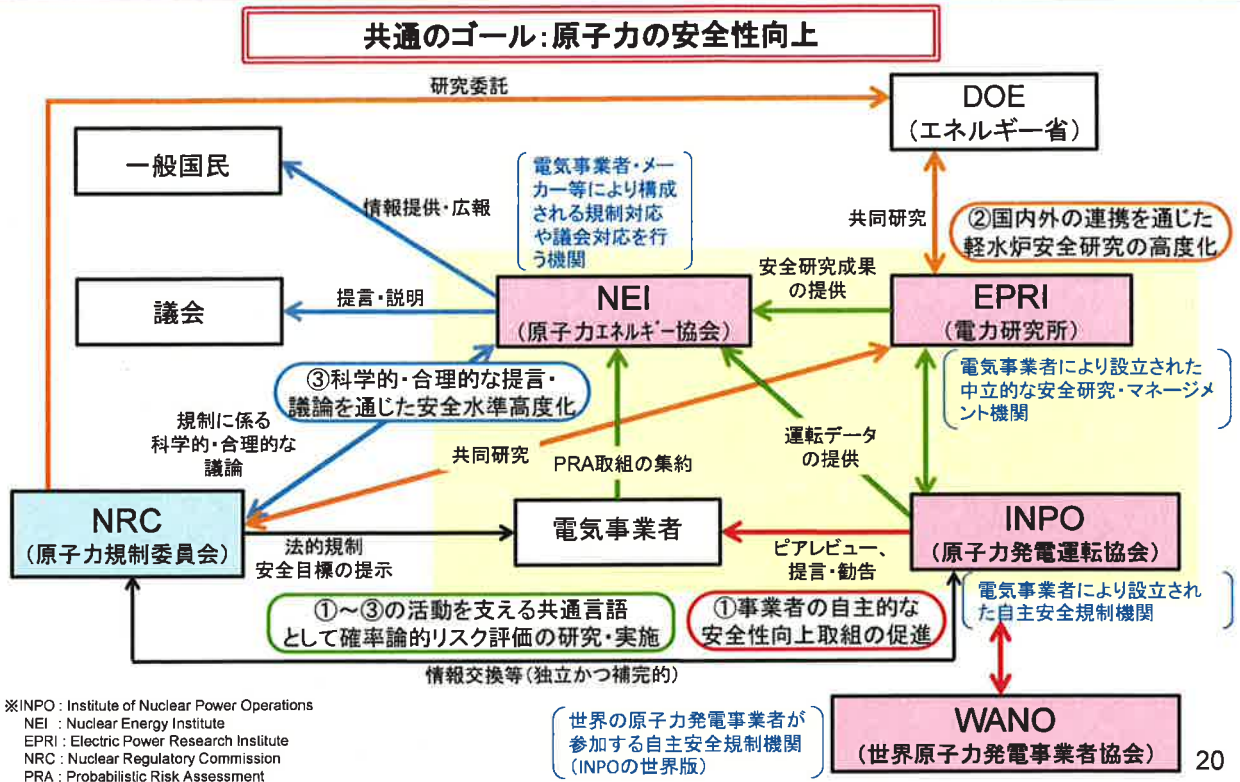 共通のゴール:原子力の安全性向上
研究委託
DOE
(エネルギー省)
一般国民
情報提供・広報
電気事業者・メー
カー等により構成
される規制対応
や議会対応を行
う機関
共同研究
②国内外の連携を通じた
軽水炉安全研究の高度化
議会
提言・説明
NEI
(原子力エネルギー協会)
安全研究成果
の提供
EPRI
(電力研究所)
電気事業者により設立された
中立的な安全研究・マネージメ
ント機関
③科学的・合理的な提言・
議論を通じた安全水準高度化
規制に係る
科学的・合理的な
議論
共同研究
PRA取組の集約
運転データ
の提供
NRC
(原子力規制委員会)
法的規制
安全目標の提示
電気事業者
ピアレビュー、
提言・勧告
INPO
(原子力発電運転協会)
電気事業者により設立され
た自主安全規制機関
①~③の活動を支える共通言語
として確率論的リスク評価の研究・実施
①事業者の自主的な
安全性向上取組の促進
情報交換等(独立かつ補完的)
※INPO : Institute of Nuclear Power Operations
NEI : Nuclear Energy Institute
EPRI : Electric Power Research Institute
NRC : Nuclear Regulatory Commission
PRA : Probabilistic Risk Assessment
世界の原子力発電事業者が
参加する自主安全規制機関
(INPOの世界版)
WANO
(世界原子力発電事業者協会)
20